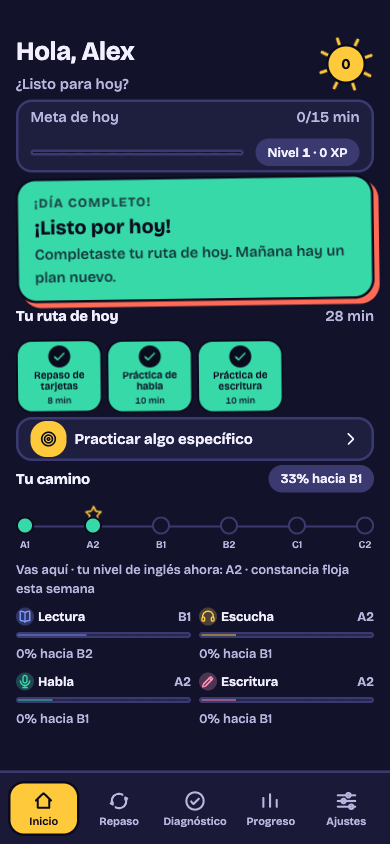 Hola, Alex
0
¿Listo para hoy?
Meta de hoy 0/15 min
Nivel 1 · 0 XP
¡DÍA COMPLETO!
¡Listo por hoy!
Completaste tu ruta de hoy. Mañana hay un
plan nuevo.
Tu ruta de hoy 28 min
Repaso de
tarjetas
8 min
Práctica de
habla
10 min
Práctica de
escritura
10 min
Practicar algo específico
Tu camino 33% hacia B1
A1 A2 B1 B2 C1 C2
Vas aquí · tu nivel de inglés ahora: A2 · constancia floja
esta semana
Lectura B1
0% hacia B2
Escucha A2
0% hacia B1
Habla A2
0% hacia B1
Escritura A2
0% hacia B1
Inicio Repaso Diagnóstico Progreso Ajustes